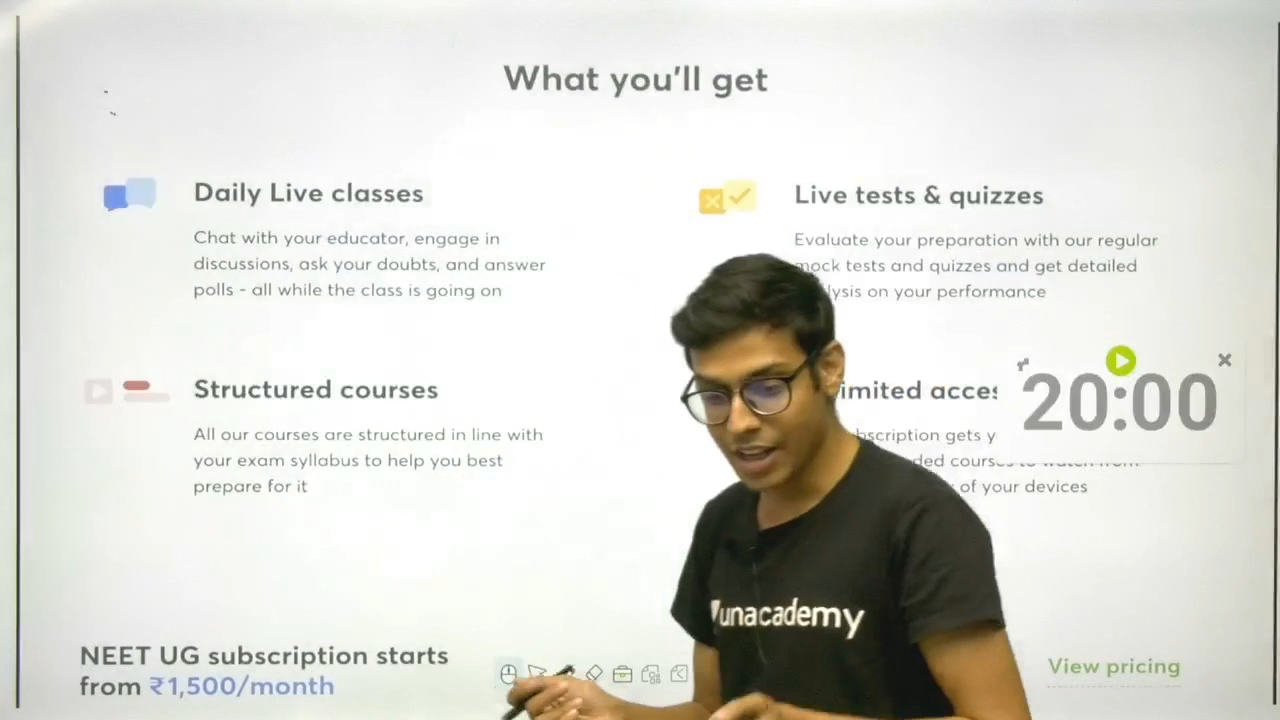 What you'll get
Daily Live classes
Chat with your educator, engage in
discussions, ask your doubts, and answer
polls - all while the class is going on
Live tests & quizzes
Evaluate your preparation with our regular
mock tests and quizzes and get detailed
on your performance
Structured courses
All our courses are structured in line with
your exam syllabus to help you best
prepare for it
20:00
of your devices
unacademy
NEET UG subscription starts
from ₹1,500/month
View pricing